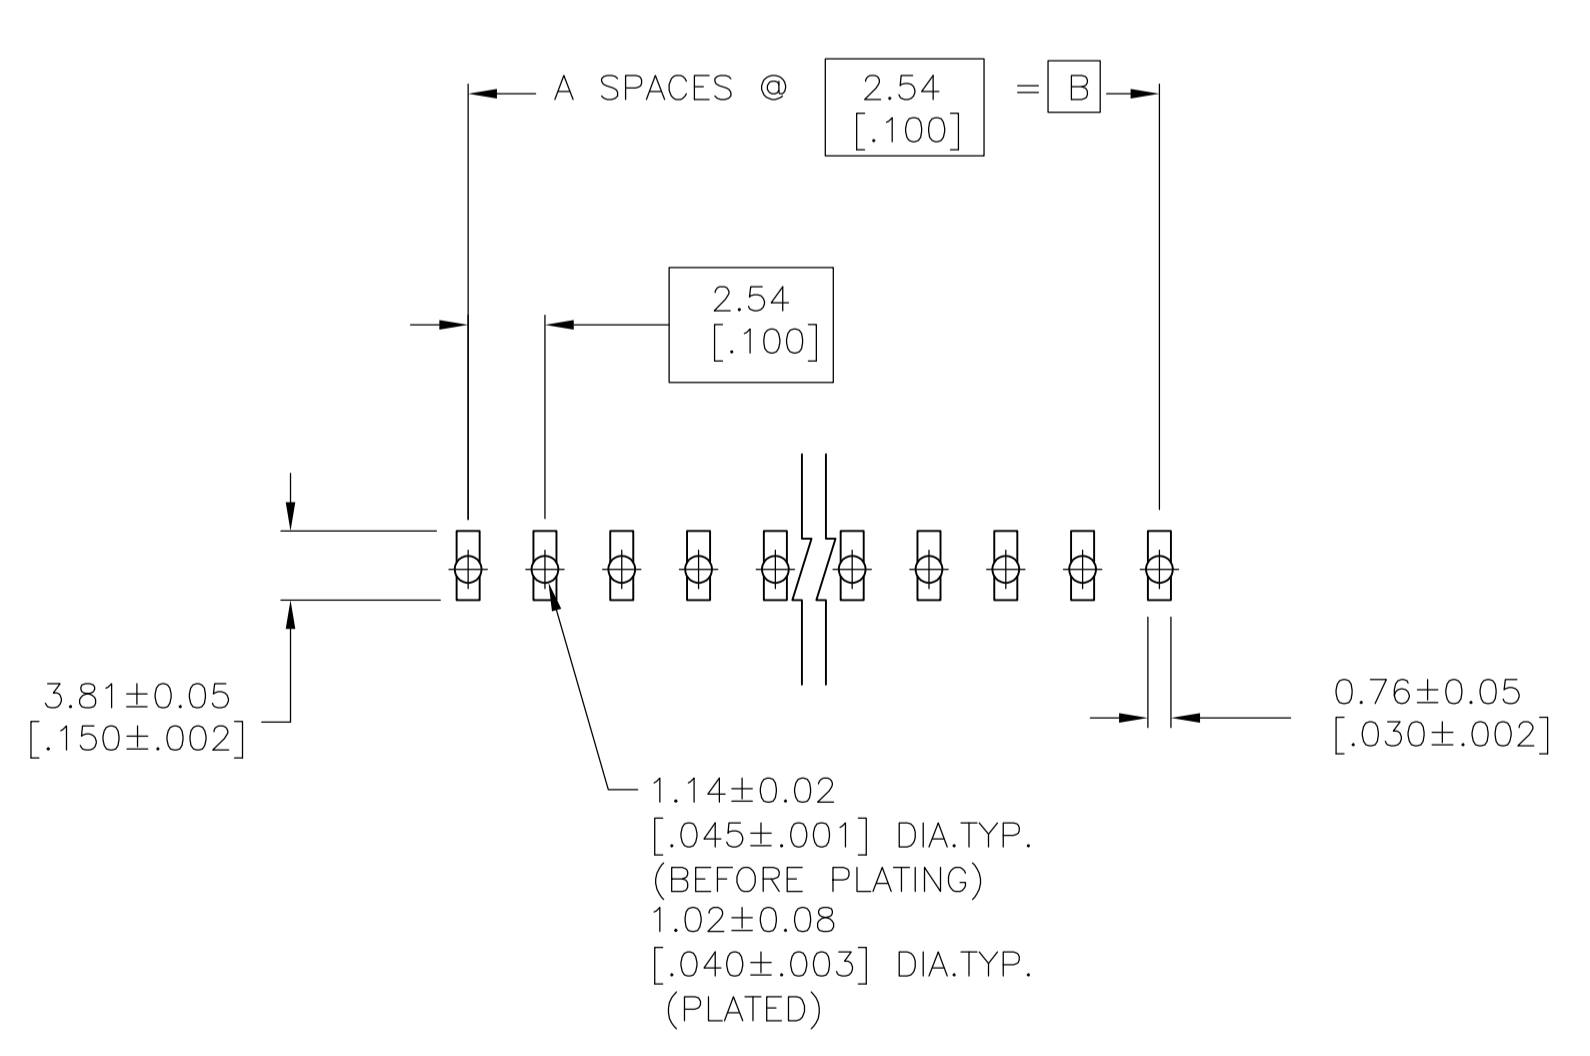 A SPACES @ 2.54 = B
[.100]
2.54
[.100]
3.81±0.05
[.150±.002]
0.76±0.05
[.030±.002]
1.14±0.02
[.045±.001] DIA.TYP.
(BEFORE PLATING)
1.02±0.08
[.040±.003] DIA.TYP.
(PLATED)